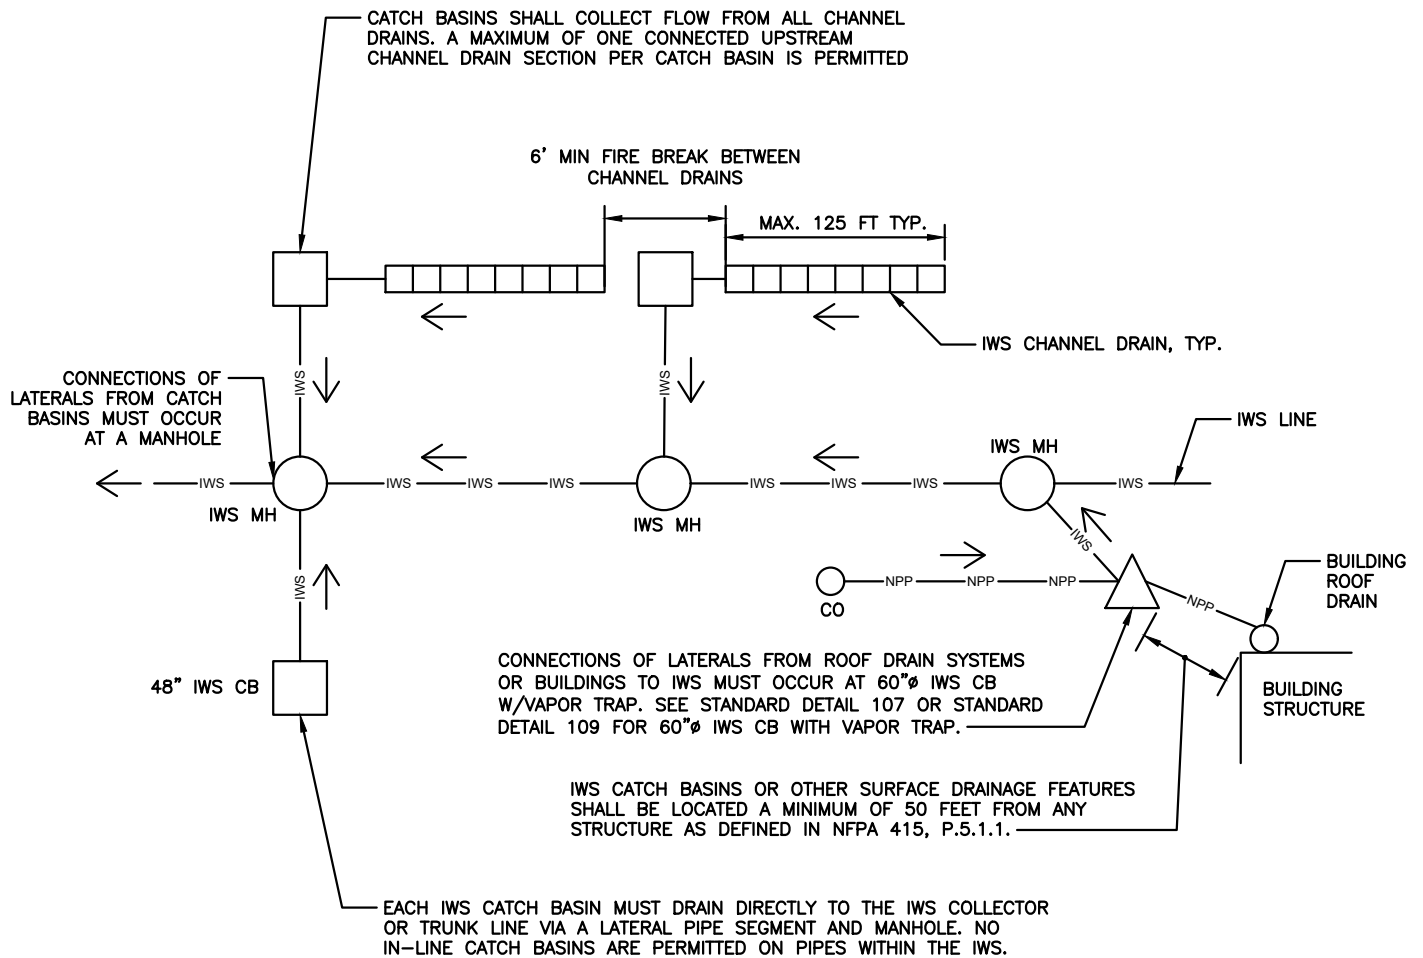 CATCH BASINS SHALL COLLECT FLOW FROM ALL CHANNEL
DRAINS. A MAXIMUM OF ONE CONNECTED UPSTREAM
CHANNEL DRAIN SECTION PER CATCH BASIN IS PERMITTED
6' MIN FIRE BREAK BETWEEN
CHANNEL DRAINS
MAX. 125 FT TYP.
IWS CHANNEL DRAIN, TYP.
CONNECTIONS OF
LATERALS FROM CATCH
BASINS MUST OCCUR
AT A MANHOLE
IWS
IWS
IWS LINE
IWS MH
IWS
IWS
IWS
IWS
IWS
IWS
IWS
IWS
IWS MH
IWS MH
IWS
NPP
NPP
NPP
CO
NPP
BUILDING
ROOF
DRAIN
IWS
48" IWS CB
CONNECTIONS OF LATERALS FROM ROOF DRAIN SYSTEMS
OR BUILDINGS TO IWS MUST OCCUR AT 60"ø IWS CB
W/VAPOR TRAP. SEE STANDARD DETAIL 107 OR STANDARD
DETAIL 109 FOR 60"ø IWS CB WITH VAPOR TRAP.
BUILDING
STRUCTURE
IWS CATCH BASINS OR OTHER SURFACE DRAINAGE FEATURES
SHALL BE LOCATED A MINIMUM OF 50 FEET FROM ANY
STRUCTURE AS DEFINED IN NFPA 415, P.5.1.1.
EACH IWS CATCH BASIN MUST DRAIN DIRECTLY TO THE IWS COLLECTOR
OR TRUNK LINE VIA A LATERAL PIPE SEGMENT AND MANHOLE. NO
IN-LINE CATCH BASINS ARE PERMITTED ON PIPES WITHIN THE IWS.